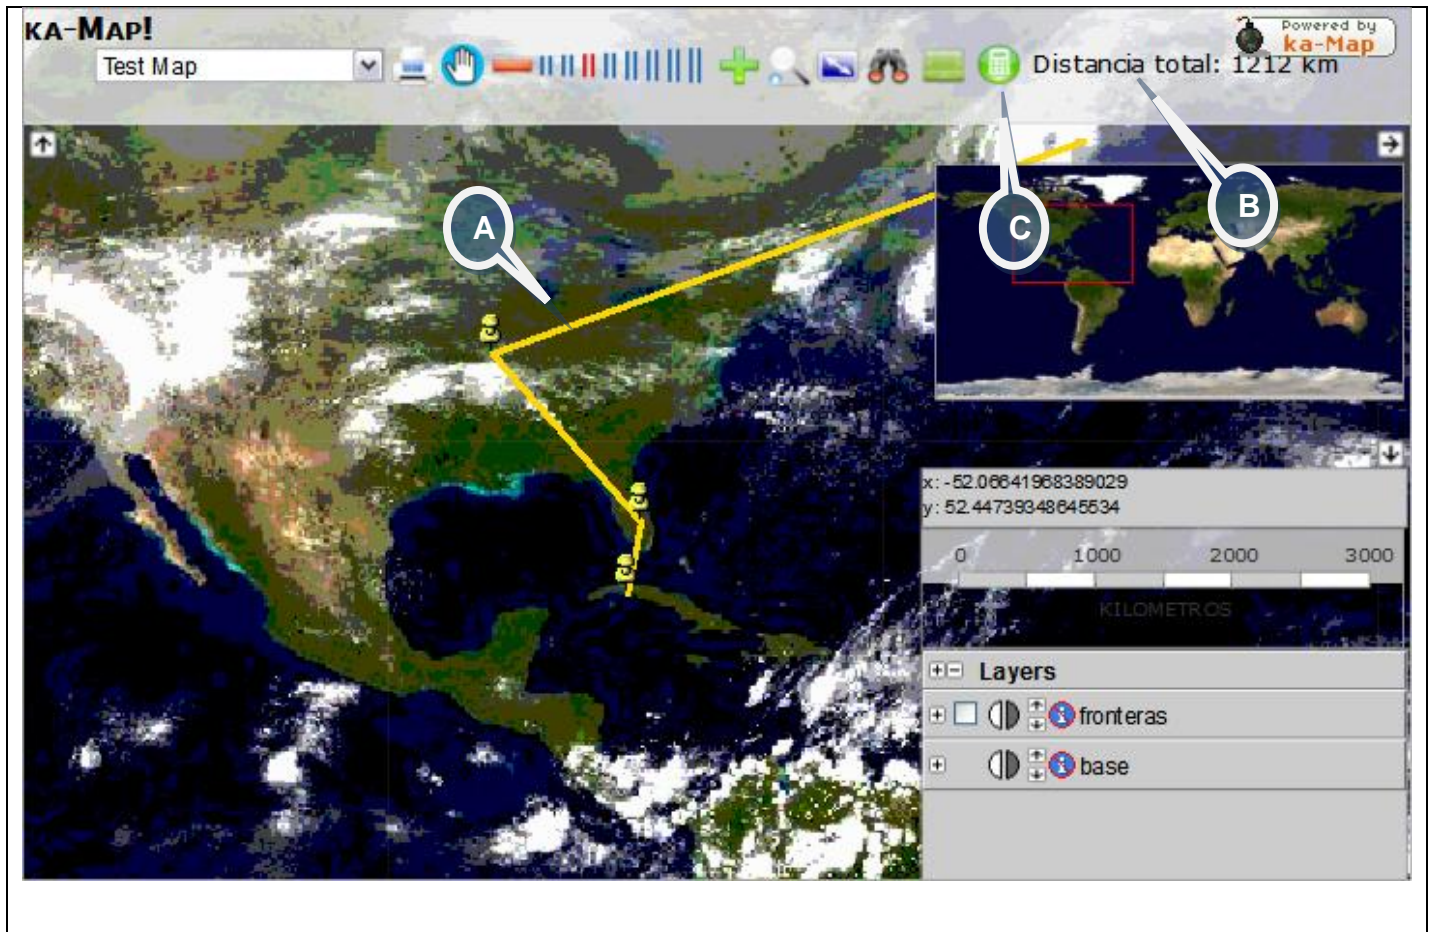 KA-MAP!
Powered by
ka-Map
Test Map
Distancia total: 1212 km
A
C
B
x: -52.06641968389029
y: 52.44739348645534
0 1000 2000 3000
KILOMETROS
Layers
fronteras
base